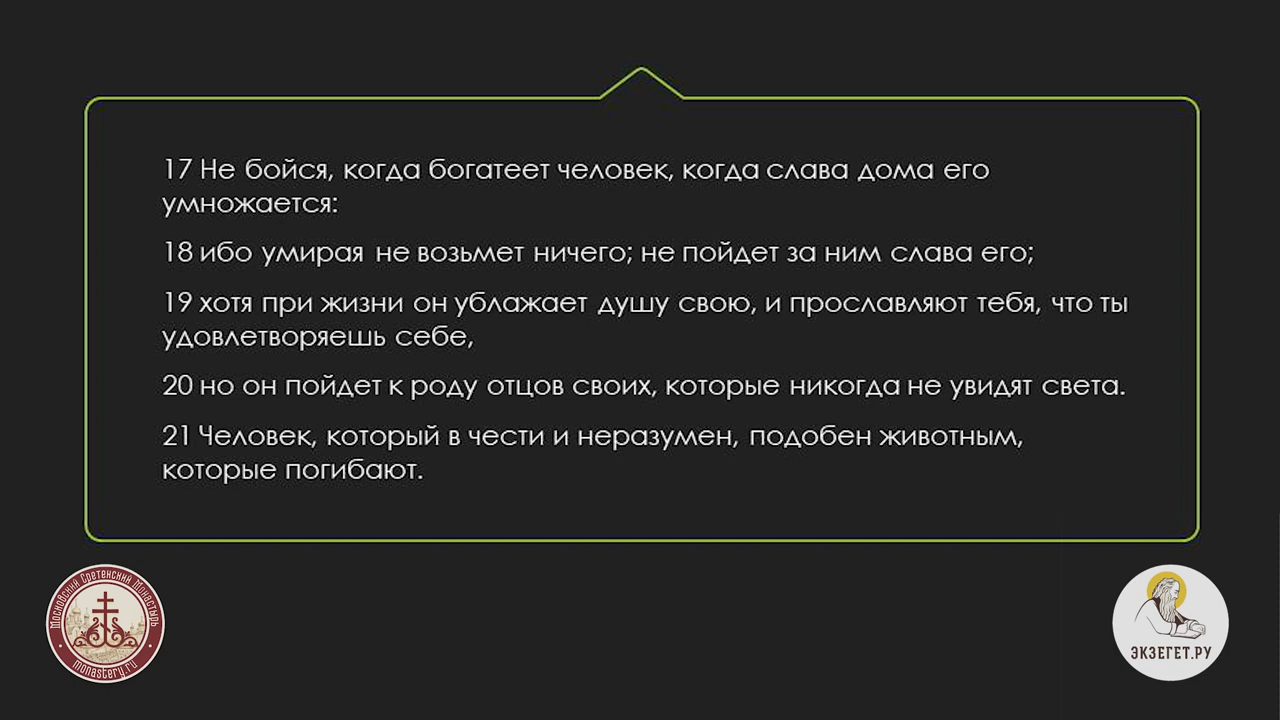 17 Не бойся, когда богатеет человек, когда слава дома его
умножается:
18 ибо умирая не возьмет ничего; не пойдет за ним слава его;
19 хотя при жизни он ублажает душу свою, и прославляют тебя, что ты
удовлетворяешь себе,
20 но он пойдет к роду отцов своих, которые никогда не увидят света.
21 Человек, который в чести и неразумен, подобен животным,
которые погибают.
Московский Сретенский Монастырь
monastery.ru
ЭКЗЕГЕТ.РУ